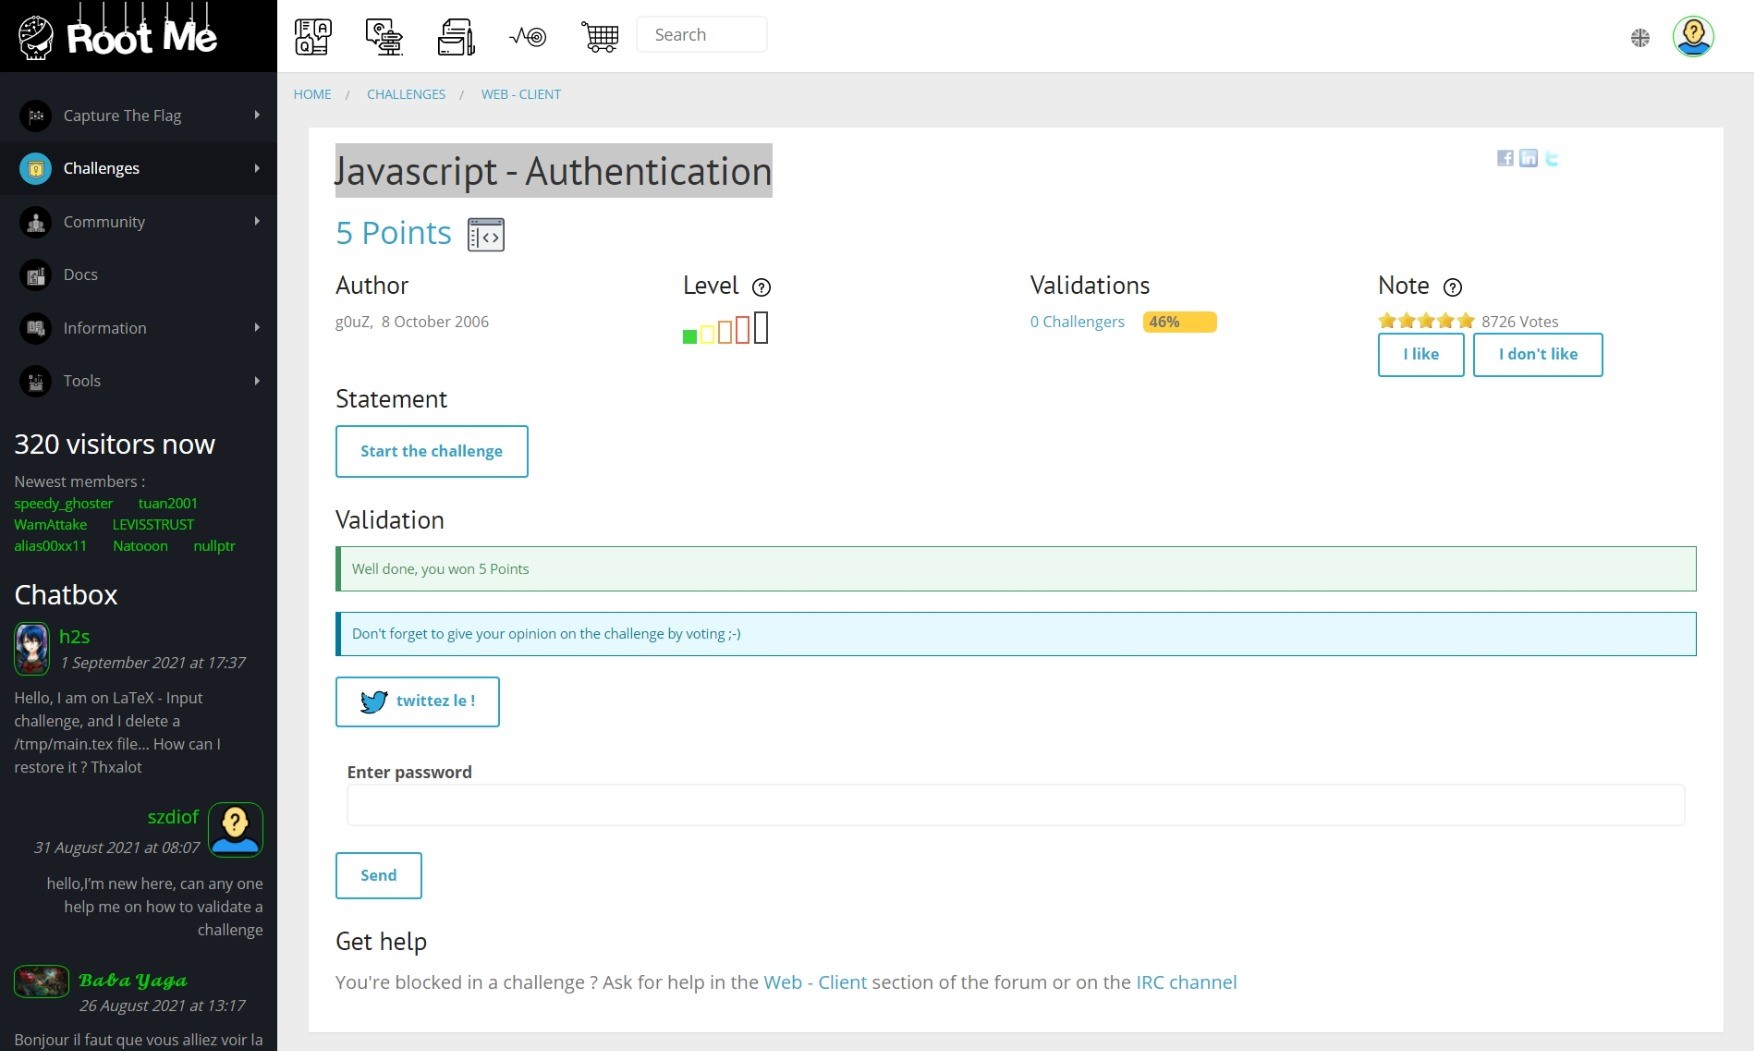 Root Me
Search
Capture The Flag
Challenges
Community
Docs
Information
Tools
320 visitors now
Newest members :
speedy_ghoster tuan2001
WamAttake LEVISSTRUST
alias00xx11 Natooon nullptr
Chatbox
h2s
1 September 2021 at 17:37
Hello, I am on LaTeX - Input
challenge, and I delete a
/tmp/main.tex file... How can I
restore it ? Thxalot
szdiof
31 August 2021 at 08:07
hello,I'm new here, can any one
help me on how to validate a
challenge
Baba Yaga
26 August 2021 at 13:17
Bonjour il faut que vous alliez voir la
HOME / CHALLENGES / WEB - CLIENT
Javascript - Authentication
5 Points
Author
g0uZ, 8 October 2006
Level ?
Validations
0 Challengers 46%
Note ?
8726 Votes
I like I don't like
Statement
Start the challenge
Validation
Well done, you won 5 Points
Don't forget to give your opinion on the challenge by voting ;-)
twittez le !
Enter password
Send
Get help
You're blocked in a challenge ? Ask for help in the Web - Client section of the forum or on the IRC channel